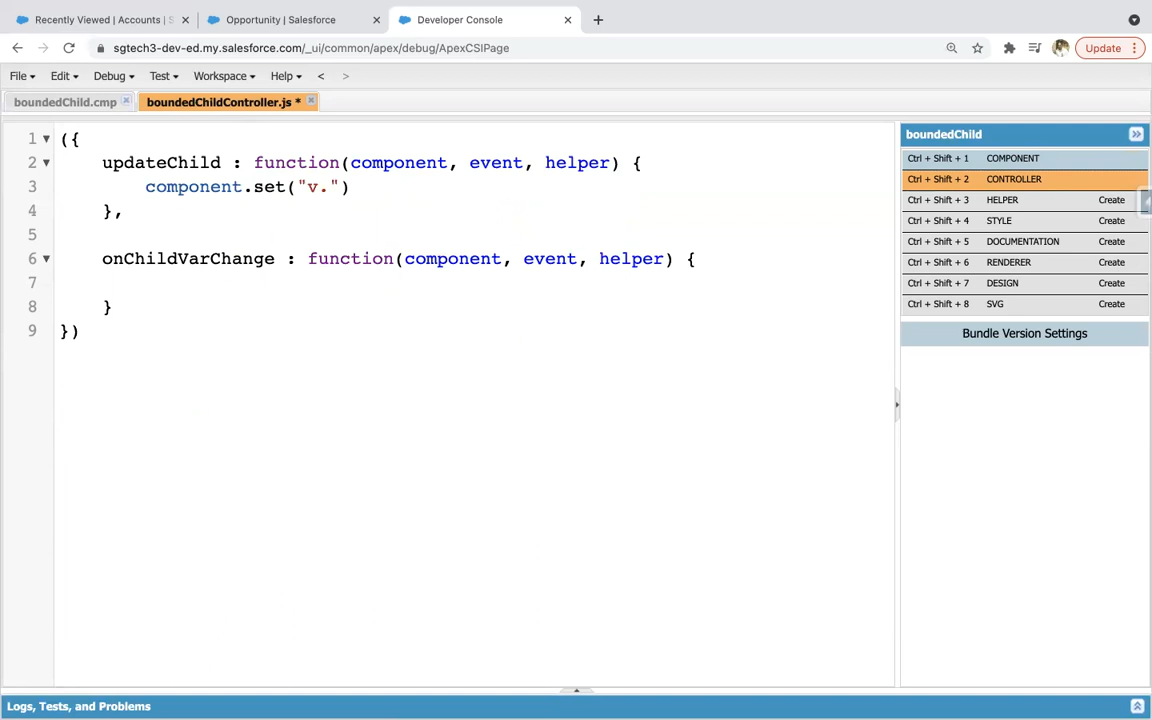 Recently Viewed | Accounts | S
Opportunity | Salesforce
Developer Console
sgtech3-dev-ed.my.salesforce.com/_ui/common/apex/debug/ApexCSIPage
Update
File Edit Debug Test Workspace Help < >
boundedChild.cmp
boundedChildController.js *
1 ({
2 updateChild : function(component, event, helper) {
3 component.set("v.")
4 },
5
6 onChildVarChange : function(component, event, helper) {
7
8 }
9 })
boundedChild
Ctrl + Shift + 1 COMPONENT
Ctrl + Shift + 2 CONTROLLER
Ctrl + Shift + 3 HELPER Create
Ctrl + Shift + 4 STYLE Create
Ctrl + Shift + 5 DOCUMENTATION Create
Ctrl + Shift + 6 RENDERER Create
Ctrl + Shift + 7 DESIGN Create
Ctrl + Shift + 8 SVG Create
Bundle Version Settings
Logs, Tests, and Problems